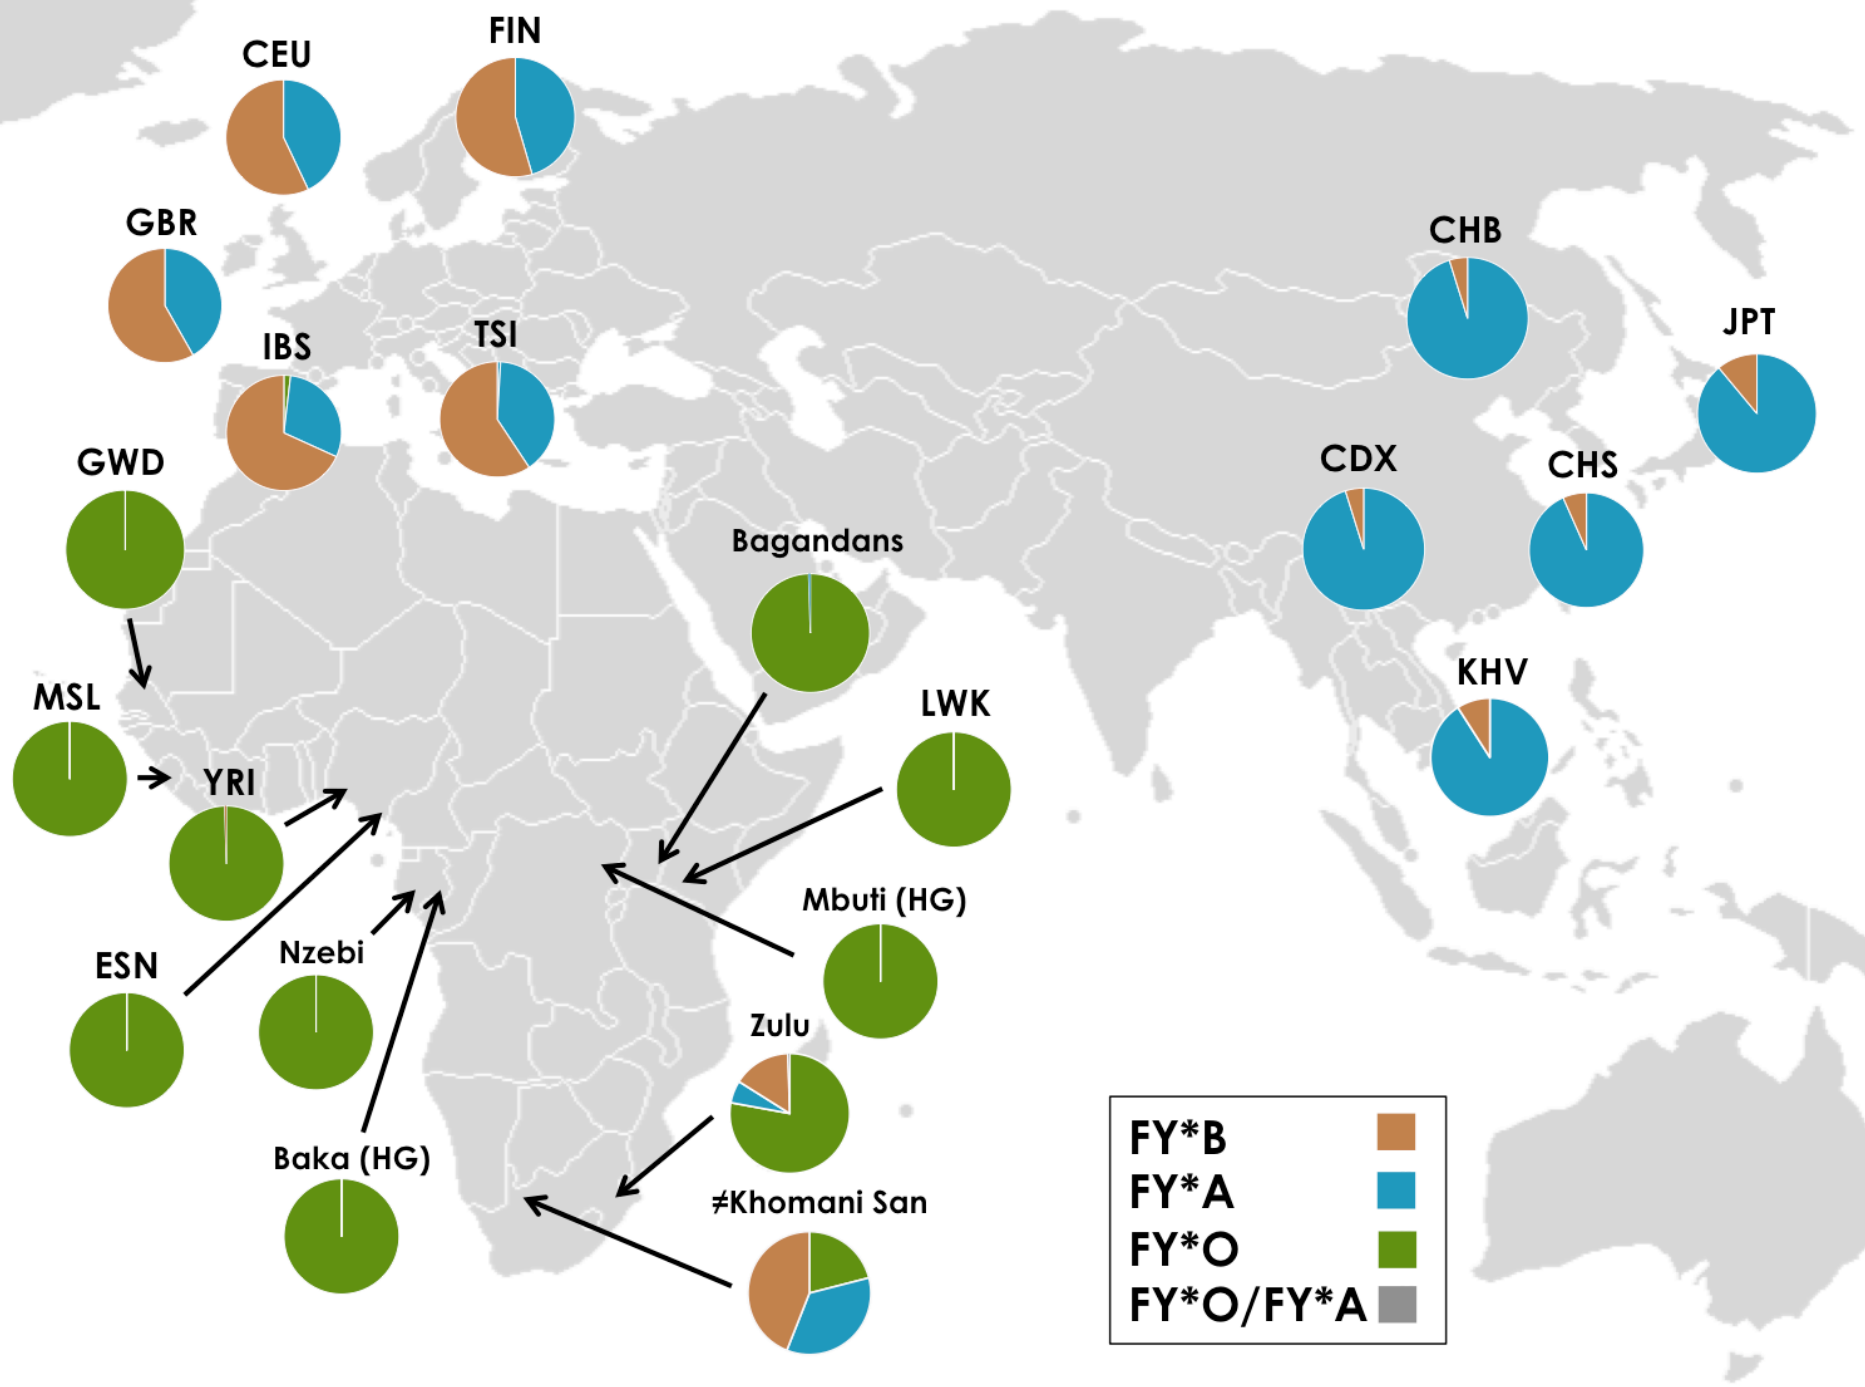 FIN
CEU
GBR
CHB
JPT
TSI
IBS
GWD
CDX
CHS
Bagandans
KHV
MSL
LWK
YRI
Mbuti (HG)
Nzebi
ESN
Zulu
Baka (HG)
≠Khomani San
FY*B
FY*A
FY*O
FY*O/FY*A